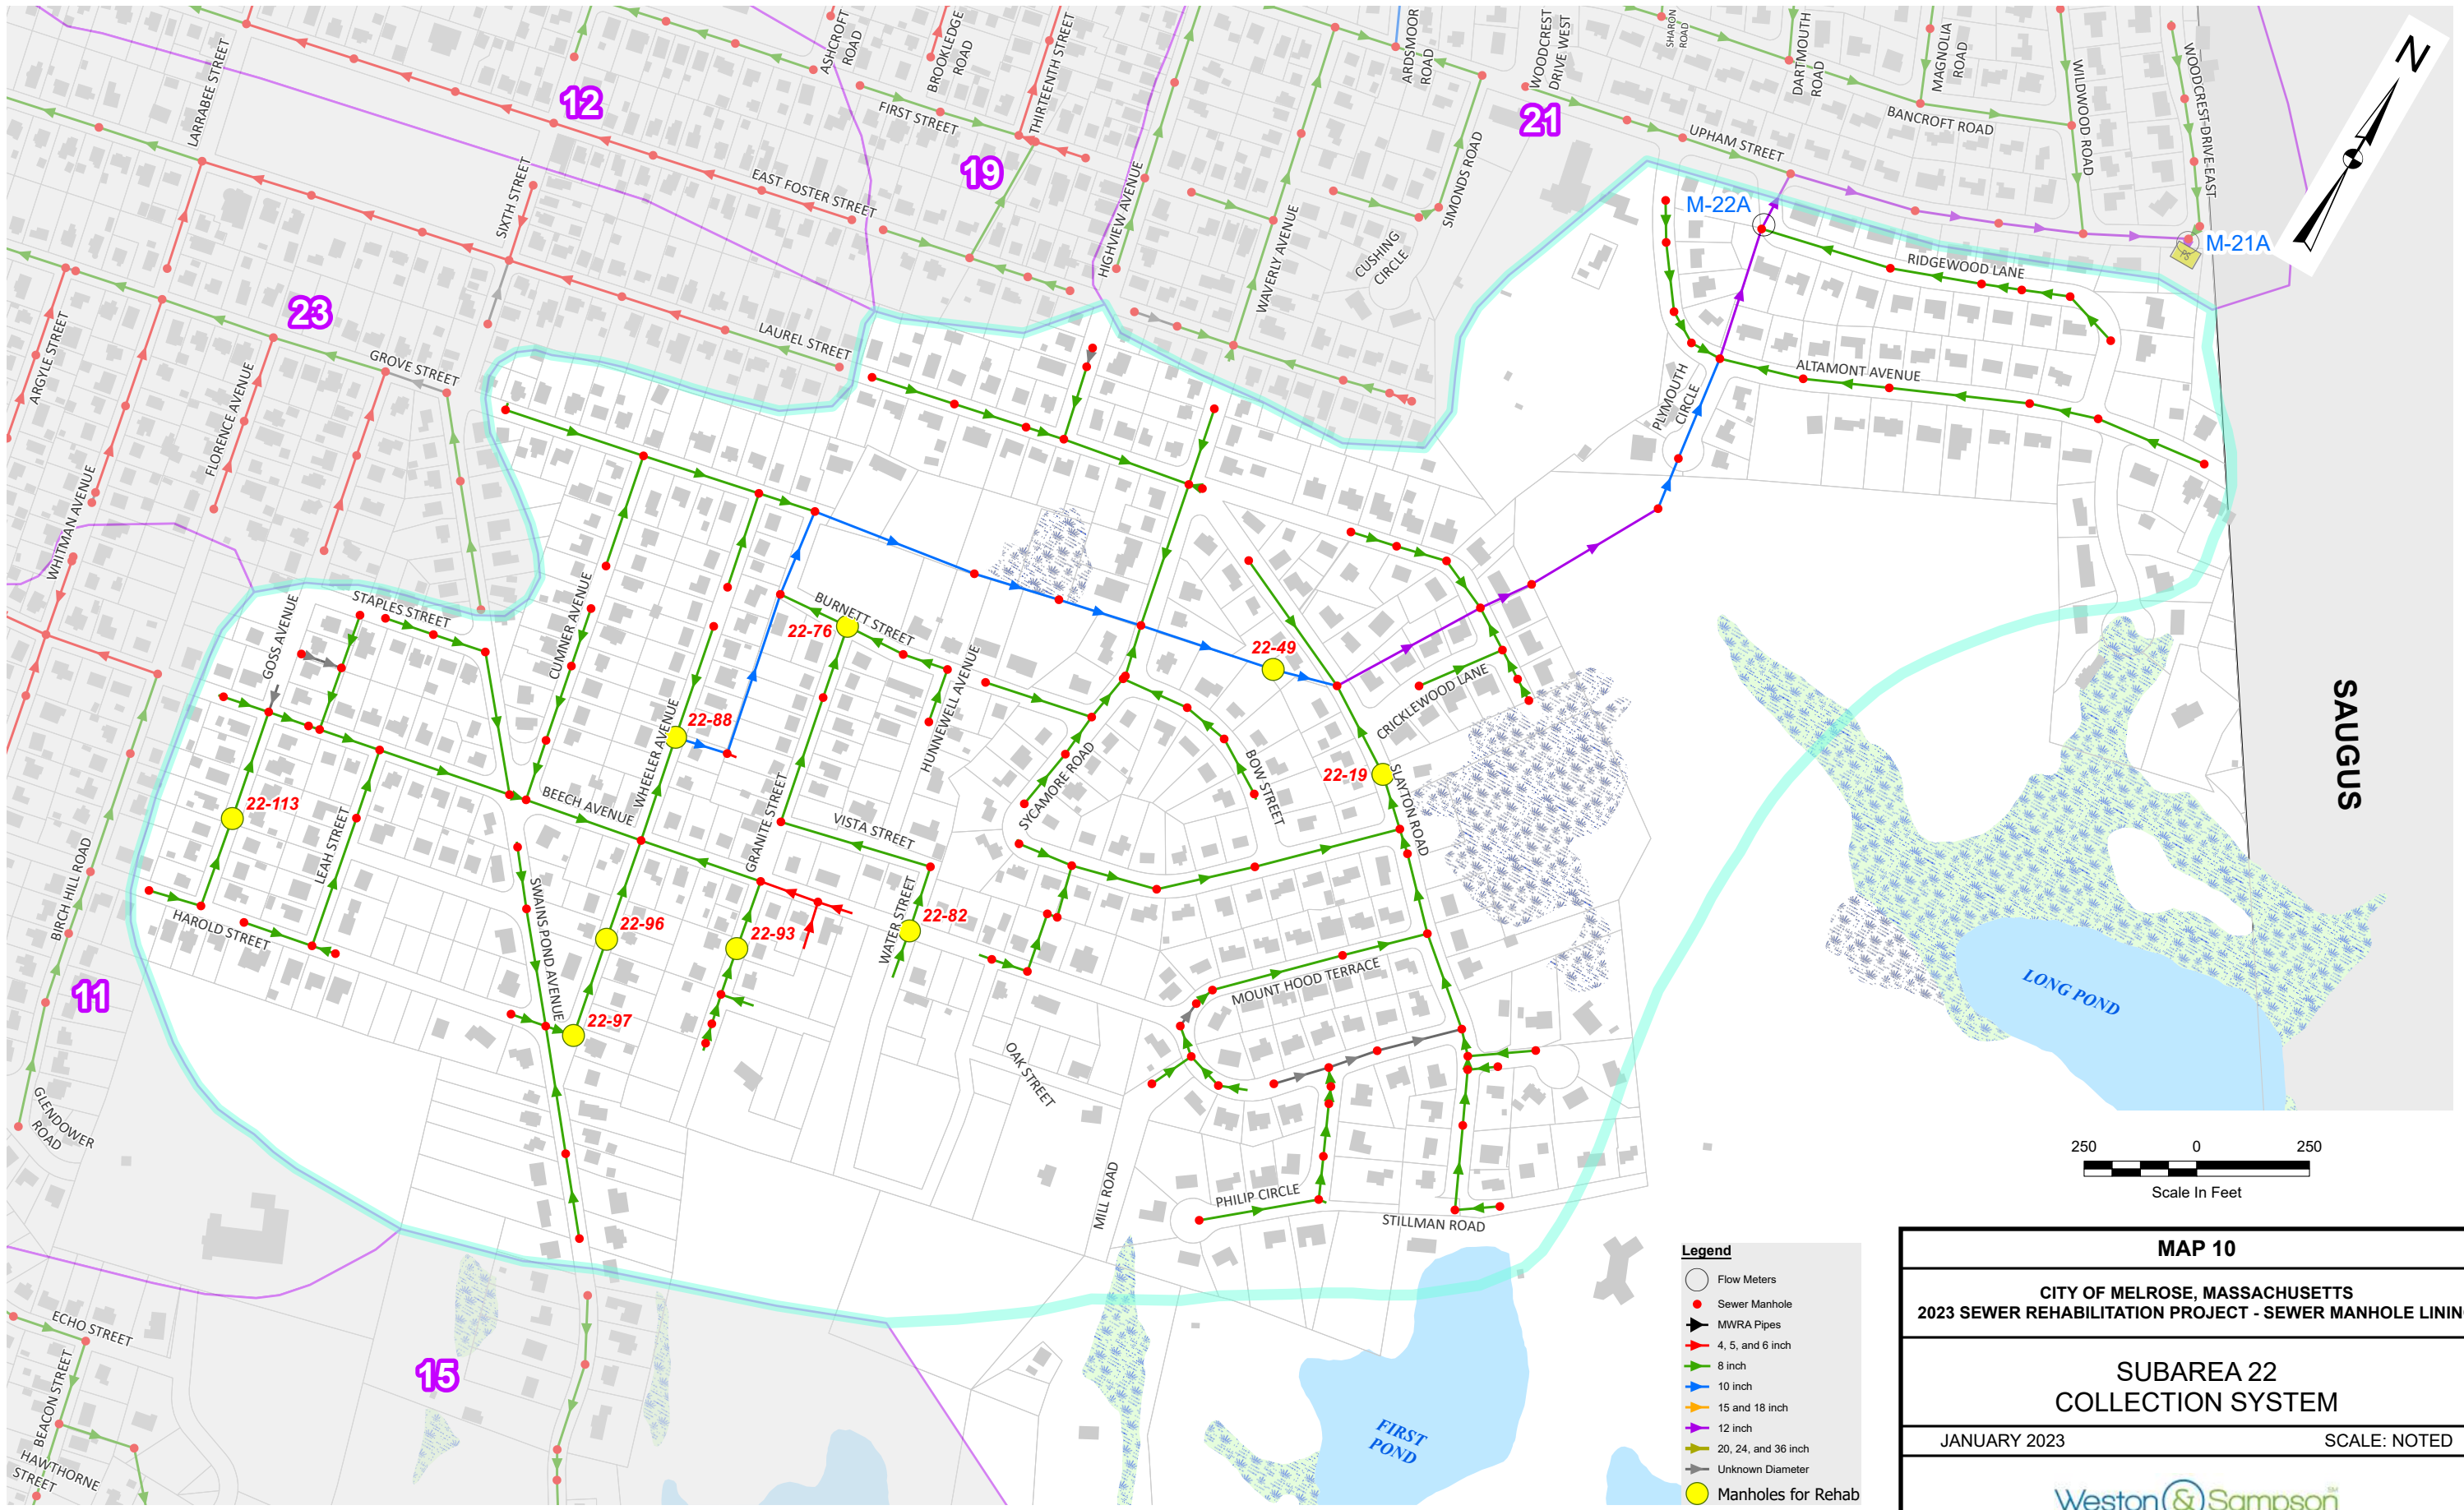 LARRABEE STREET
12
ASHCROFT
ROAD
BROOKLEDGE
ROAD
THIRTEENTH STREET
FIRST STREET
19
EAST FOSTER STREET
SIXTH STREET
HIGHVIEW AVENUE
WAVERLY AVENUE
CUSHING
CIRCLE
SIMONDS ROAD
ARDSMOOR
ROAD
WOODCREST
DRIVE WEST
21
UPHAM STREET
SHARON
ROAD
DARTMOUTH
ROAD
MAGNOLIA
ROAD
BANCROFT ROAD
WILDWOOD ROAD
WOODCREST DRIVE EAST
N
M-22A
M-21A
PS
RIDGEWOOD LANE
ALTAMONT AVENUE
PLYMOUTH
CIRCLE
23
ARGYLE STREET
GROVE STREET
FLORENCE AVENUE
LAUREL STREET
WHITMAN AVENUE
GOSS AVENUE
STAPLES STREET
CUMNER AVENUE
22-76
BURNETT STREET
22-49
HUNNEWELL AVENUE
CRICKLEWOOD LANE
22-88
WHEELER AVENUE
SYCAMORE ROAD
BOW STREET
22-19
SLAYTON ROAD
SAUGUS
22-113
BEECH AVENUE
LEAH STREET
GRANITE STREET
VISTA STREET
BIRCH HILL ROAD
HAROLD STREET
SWAINS POND AVENUE
22-96
22-93
WATER STREET
22-82
MOUNT HOOD TERRACE
LONG POND
11
22-97
OAK STREET
GLENDOWER
ROAD
MILL ROAD
PHILIP CIRCLE
STILLMAN ROAD
250 0 250
Scale In Feet
ECHO STREET
15
BEACON STREET
HAWTHORNE
STREET
FIRST
POND
Legend
Flow Meters
Sewer Manhole
MWRA Pipes
4, 5, and 6 inch
8 inch
10 inch
15 and 18 inch
12 inch
20, 24, and 36 inch
Unknown Diameter
Manholes for Rehab
MAP 10
CITY OF MELROSE, MASSACHUSETTS
2023 SEWER REHABILITATION PROJECT - SEWER MANHOLE LININ
SUBAREA 22
COLLECTION SYSTEM
JANUARY 2023 SCALE: NOTED
Weston & Sampson